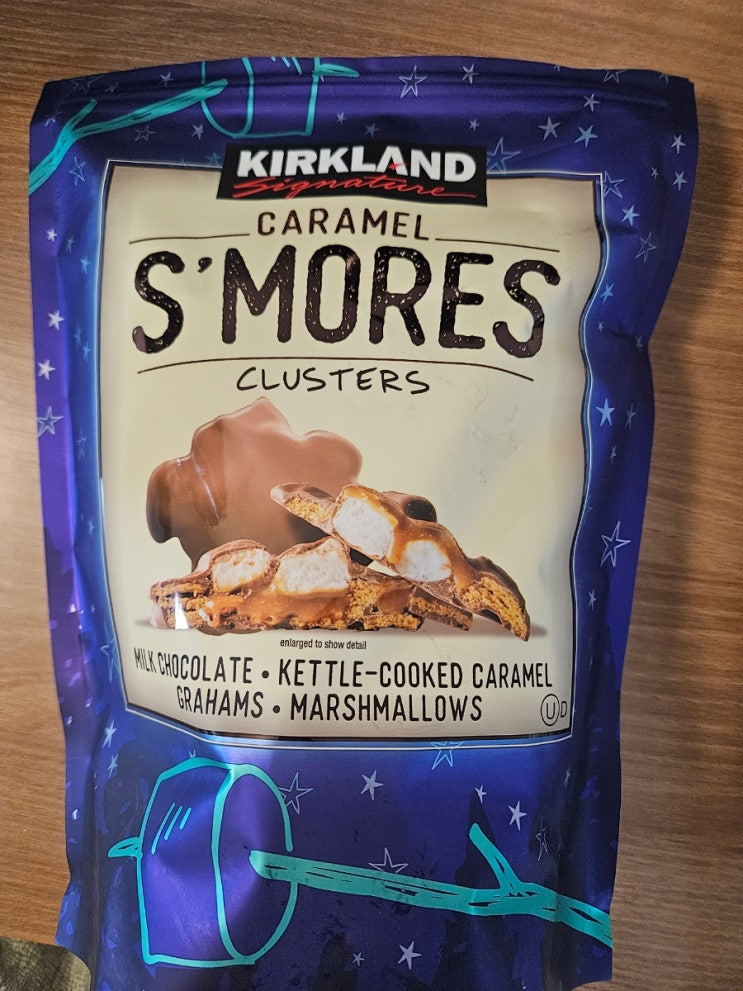 KIRKLAND
Signature
CARAMEL
S'MORES
CLUSTERS
enlarged to show detail
MILK CHOCOLATE • KETTLE-COOKED CARAMEL
GRAHAMS • MARSHMALLOWS
U D